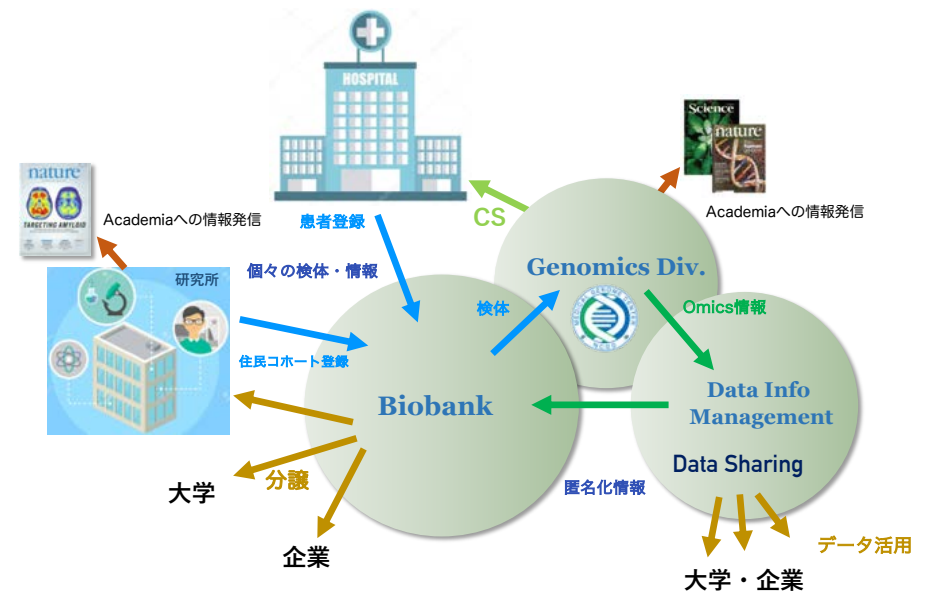 HOSPITAL
Science
nature
nature
TARGETING AMYLOID
Academiaへの情報発信
Academiaへの情報発信
CS
患者登録
個々の検体・情報
研究所
Genomics Div.
検体
MEDICAL GENOME CENTER
NCGG
Omics情報
住民コホート登録
Biobank
Data Info
Management
Data Sharing
分譲
大学
匿名化情報
企業
データ活用
大学・企業